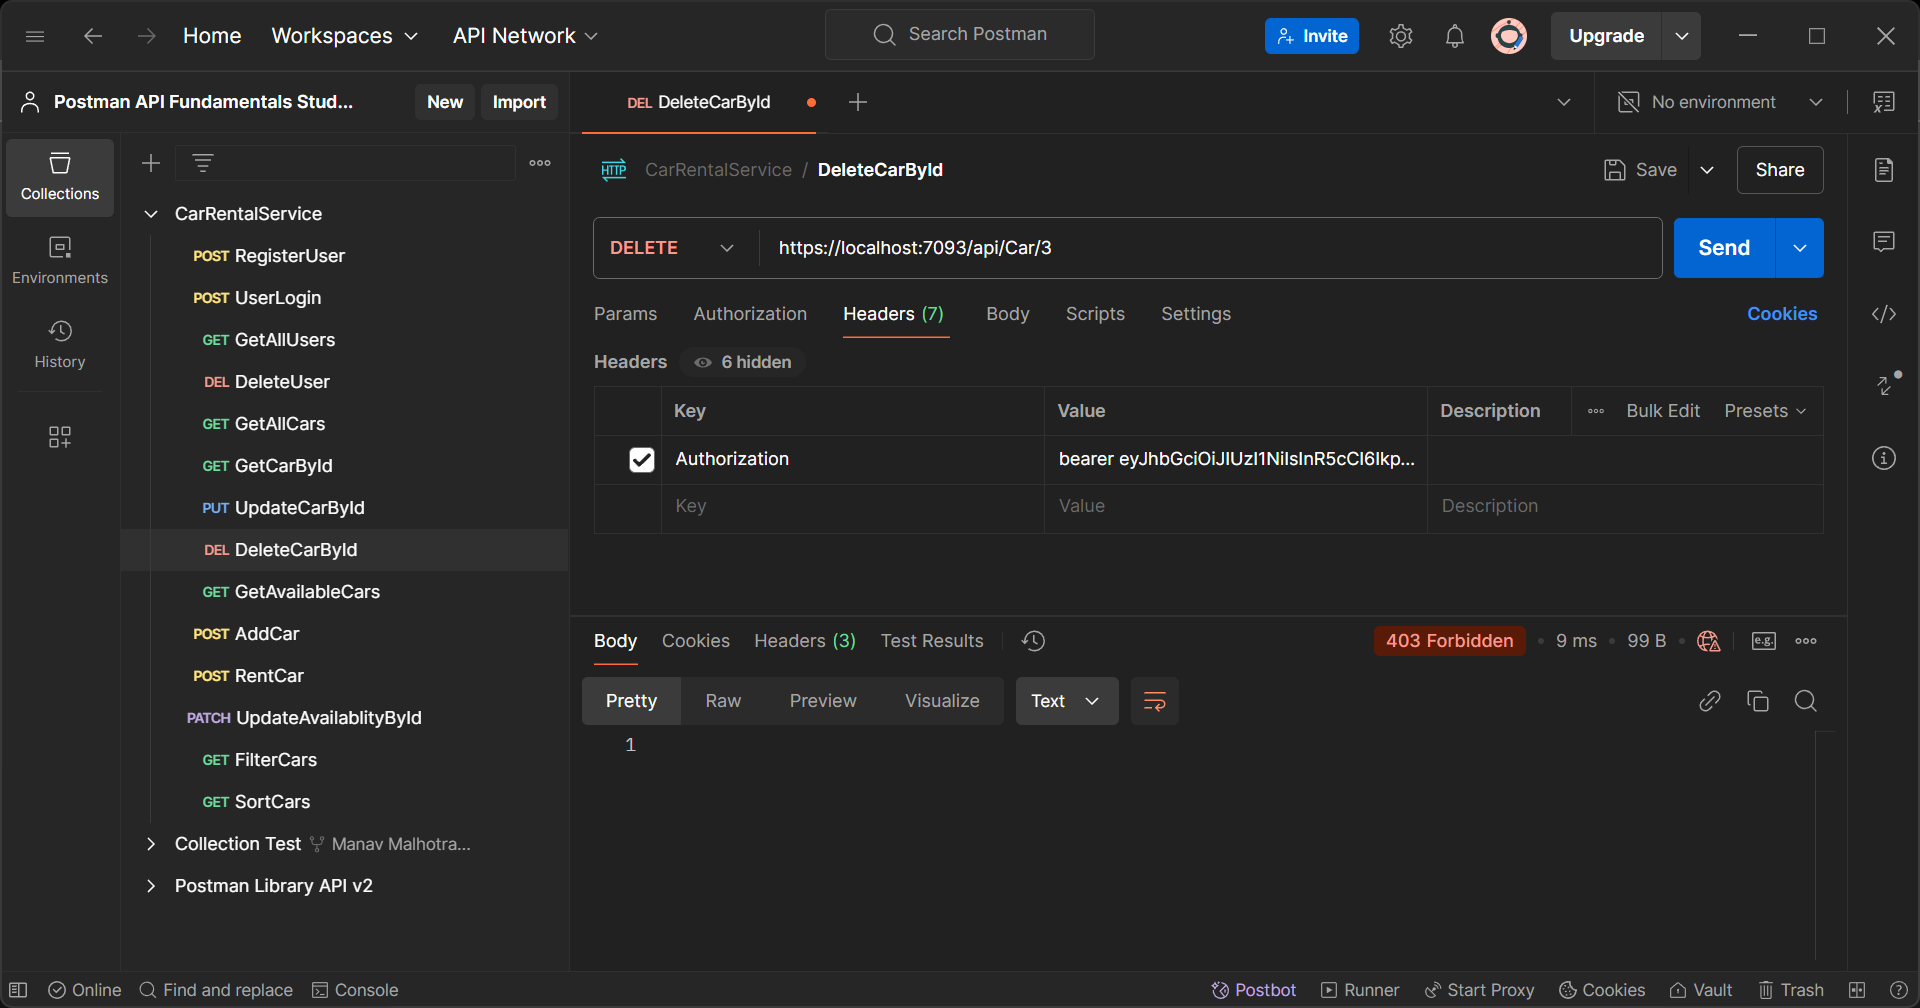 Home Workspaces API Network Search Postman Invite Upgrade
Postman API Fundamentals Stud... New Import DEL DeleteCarById No environment
Collections
Environments
History
CarRentalService
POST RegisterUser
POST UserLogin
GET GetAllUsers
DEL DeleteUser
GET GetAllCars
GET GetCarById
PUT UpdateCarById
DEL DeleteCarById
GET GetAvailableCars
POST AddCar
POST RentCar
PATCH UpdateAvailablityById
GET FilterCars
GET SortCars
Collection Test Manav Malhotra...
Postman Library API v2
HTTP CarRentalService / DeleteCarById Save Share
DELETE https://localhost:7093/api/Car/3 Send
Params Authorization Headers (7) Body Scripts Settings Cookies
Headers 6 hidden
Key Value Description Bulk Edit Presets
Authorization bearer eyJhbGciOiJIUzI1NiIsInR5cCI6Ikp...
Key Value Description
Body Cookies Headers (3) Test Results 403 Forbidden 9 ms 99 B e.g.
Pretty Raw Preview Visualize Text
1
Online Find and replace Console Postbot Runner Start Proxy Cookies Vault Trash